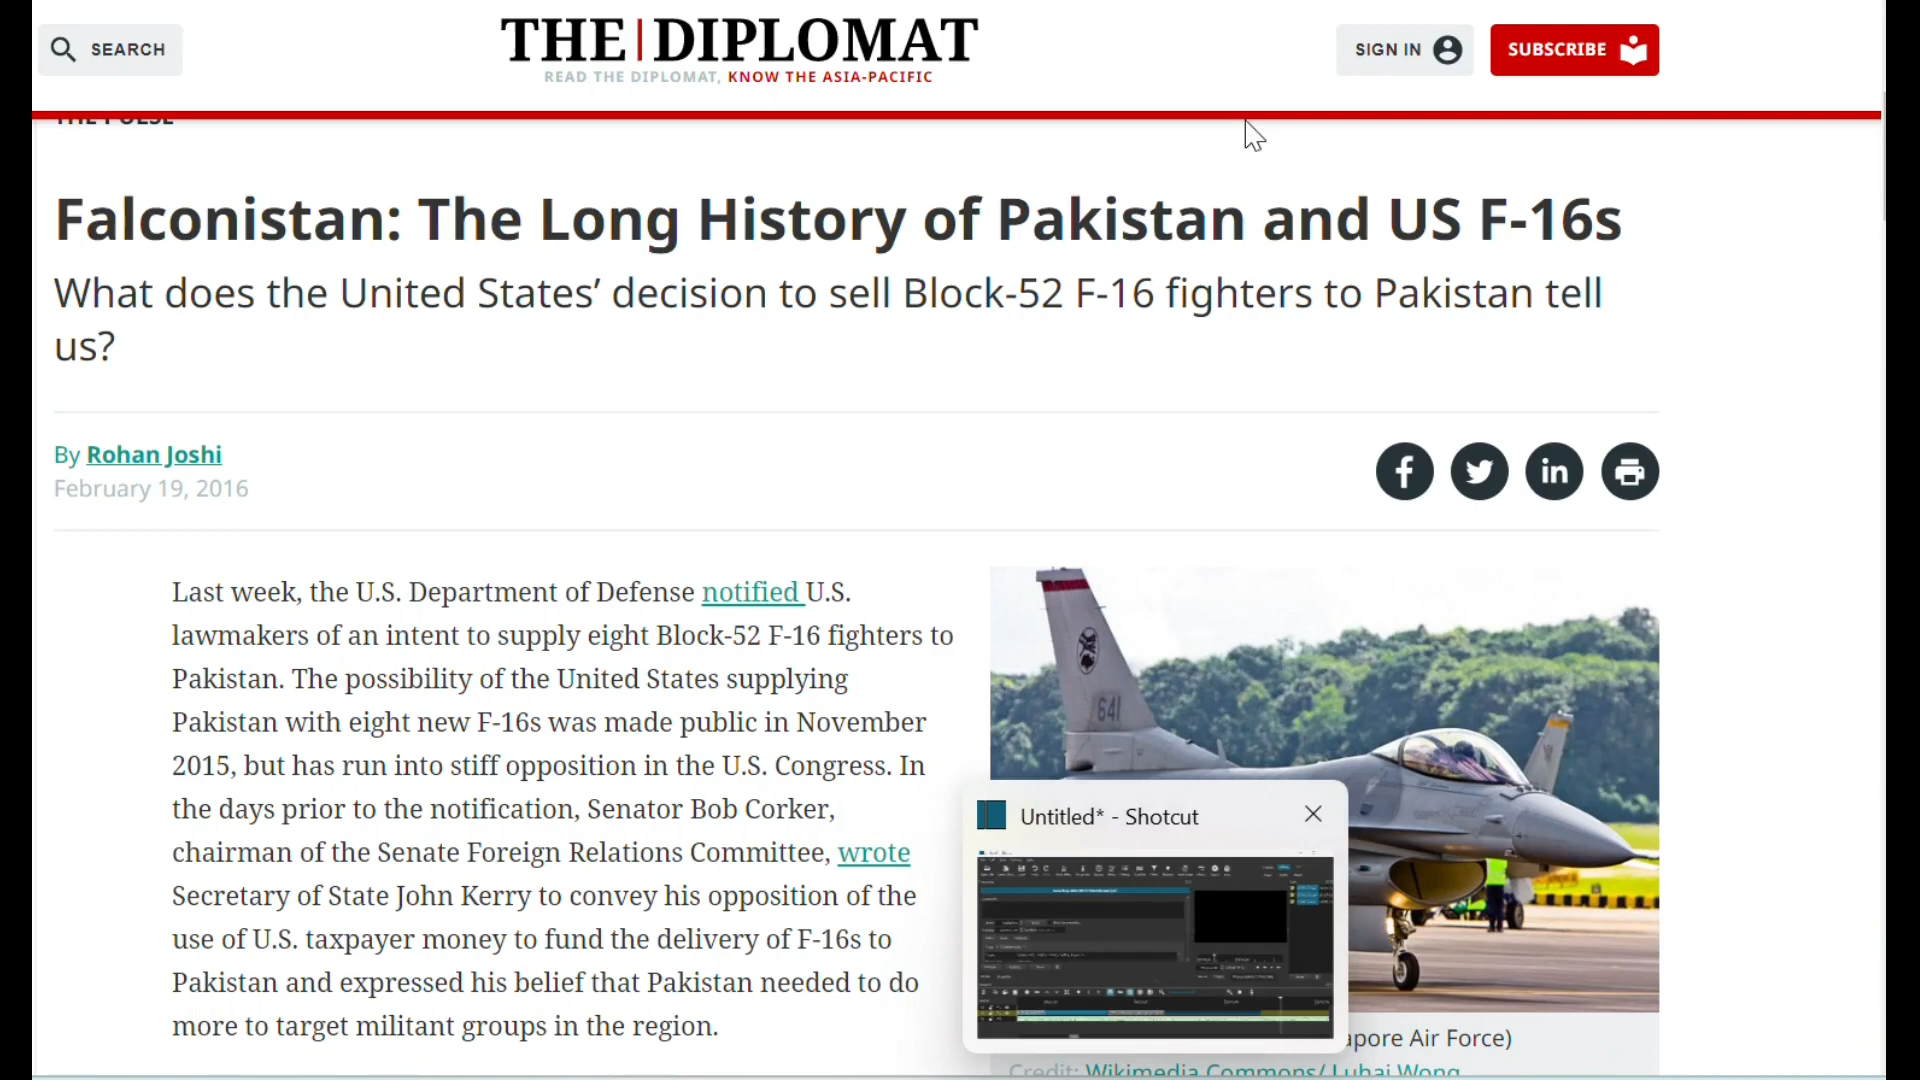 SEARCH
THE DIPLOMAT
READ THE DIPLOMAT, KNOW THE ASIA-PACIFIC
SIGN IN
SUBSCRIBE
THE PULSE
Falconistan: The Long History of Pakistan and US F-16s
What does the United States’ decision to sell Block-52 F-16 fighters to Pakistan tell
us?
By Rohan Joshi
February 19, 2016
Last week, the U.S. Department of Defense notified U.S.
lawmakers of an intent to supply eight Block-52 F-16 fighters to
Pakistan. The possibility of the United States supplying
Pakistan with eight new F-16s was made public in November
2015, but has run into stiff opposition in the U.S. Congress. In
the days prior to the notification, Senator Bob Corker,
chairman of the Senate Foreign Relations Committee, wrote
Secretary of State John Kerry to convey his opposition of the
use of U.S. taxpayer money to fund the delivery of F-16s to
Pakistan and expressed his belief that Pakistan needed to do
more to target militant groups in the region.
641
Untitled* - Shotcut
apore Air Force)
Credit: Wikimedia Commons/ Luhai Wong